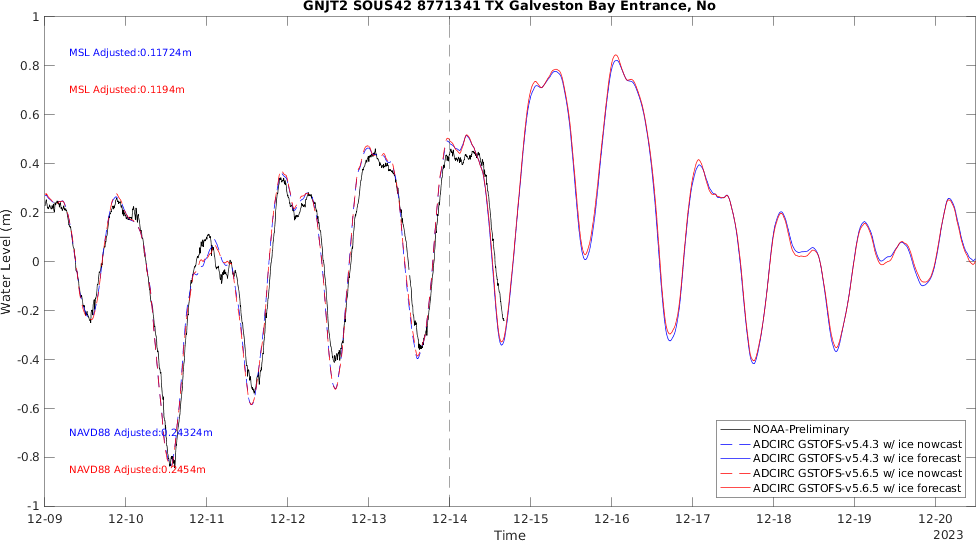 GNJT2 SOUS42 8771341 TX Galveston Bay Entrance, No
1
0.8
0.6
0.4
0.2
0
-0.2
-0.4
-0.6
-0.8
-1
Water Level (m)
MSL Adjusted:0.11724m
MSL Adjusted:0.1194m
NAVD88 Adjusted:0.24324m
NAVD88 Adjusted:0.2454m
NOAA-Preliminary
ADCIRC GSTOFS-v5.4.3 w/ ice nowcast
ADCIRC GSTOFS-v5.4.3 w/ ice forecast
ADCIRC GSTOFS-v5.6.5 w/ ice nowcast
ADCIRC GSTOFS-v5.6.5 w/ ice forecast
12-09 12-10 12-11 12-12 12-13 12-14 12-15 12-16 12-17 12-18 12-19 12-20
2023
Time